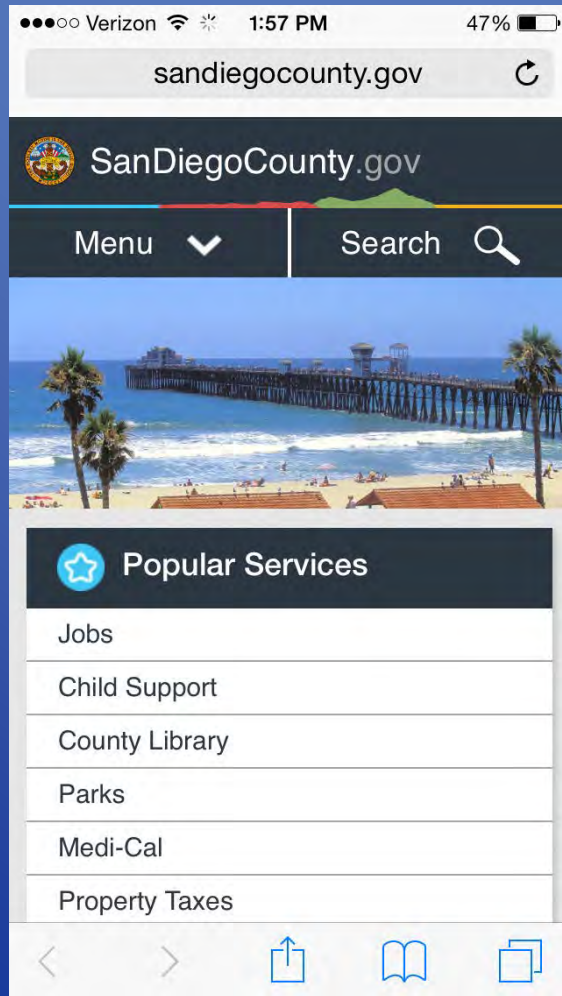 Verizon 1:57 PM 47%
sandiegocounty.gov
SanDiegoCounty.gov
Menu Search
Popular Services
Jobs
Child Support
County Library
Parks
Medi-Cal
Property Taxes